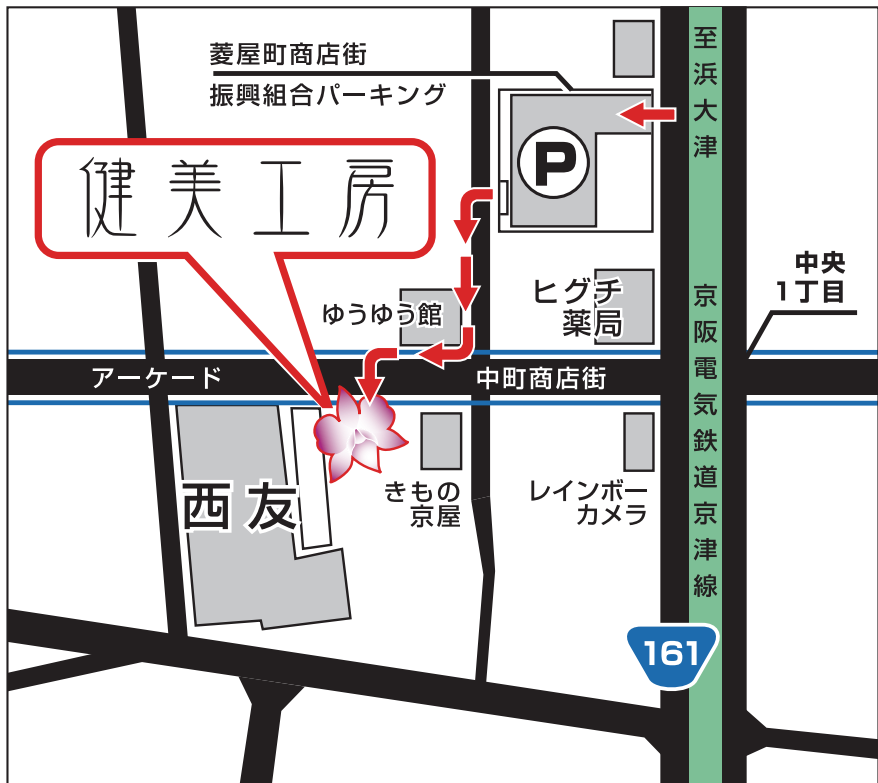 菱屋町商店街
振興組合パーキング
至浜大津
P
健美工房
中央
1丁目
ヒグチ
薬局
ゆうゆう館
京阪電気鉄道京津線
アーケード
中町商店街
西友
きもの
京屋
レインボー
カメラ
161